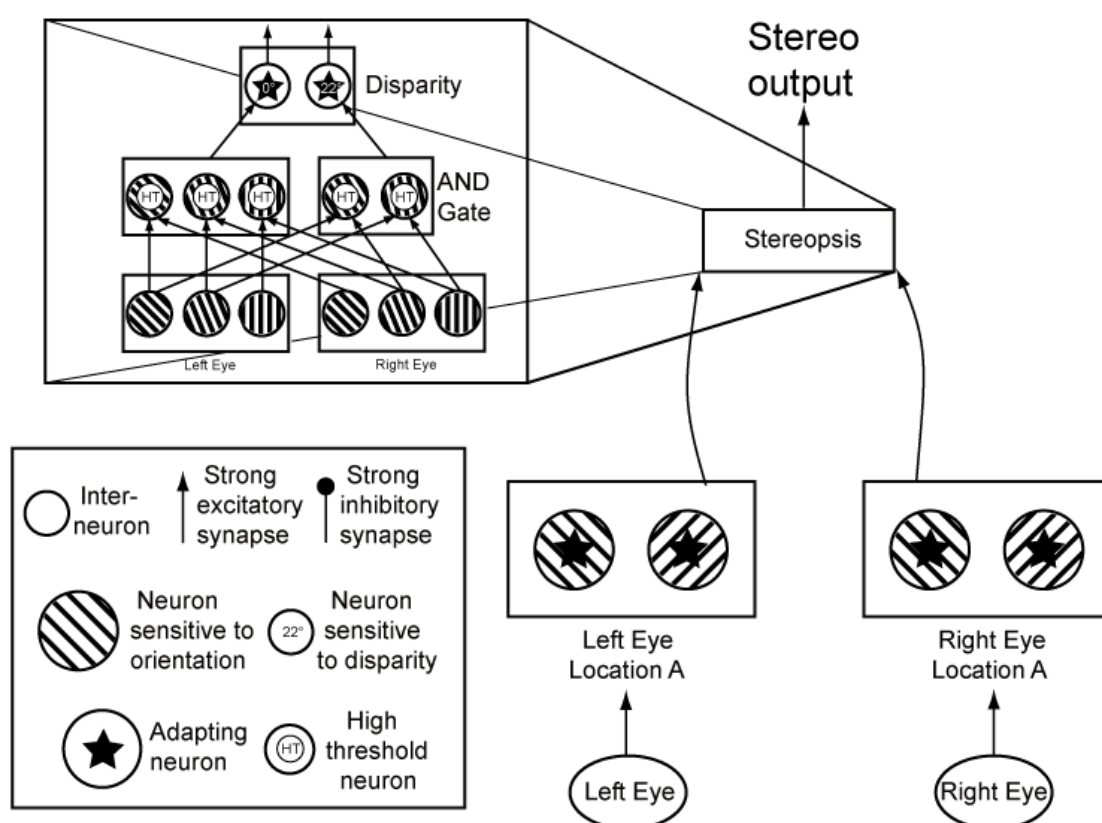 Stereo
output
0°
22°
Disparity
HT
HT
HT
HT
HT
AND
Gate
Left Eye
Right Eye
Stereopsis
Inter-
neuron
Strong
excitatory
synapse
Strong
inhibitory
synapse
Neuron
sensitive to
orientation
22°
Neuron
sensitive
to disparity
Adapting
neuron
HT
High
threshold
neuron
Left Eye
Location A
Right Eye
Location A
Left Eye
Right Eye